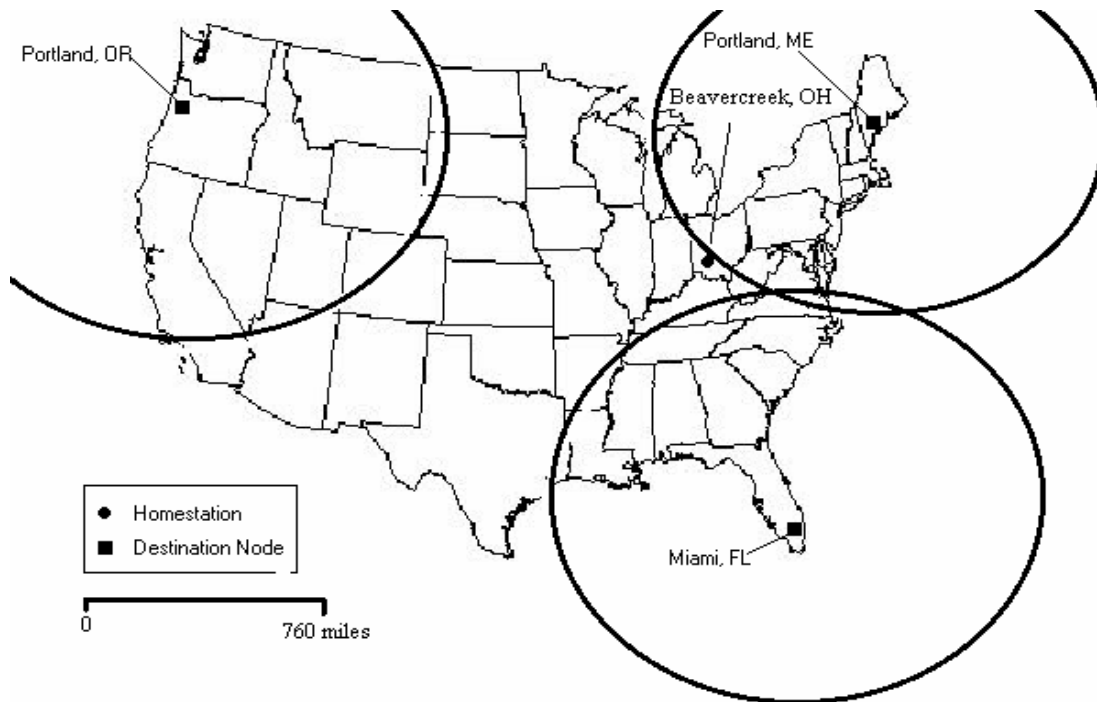 Portland, OR
Portland, ME
Beavercreek, OH
Miami, FL
Homestation
Destination Node
0
760 miles